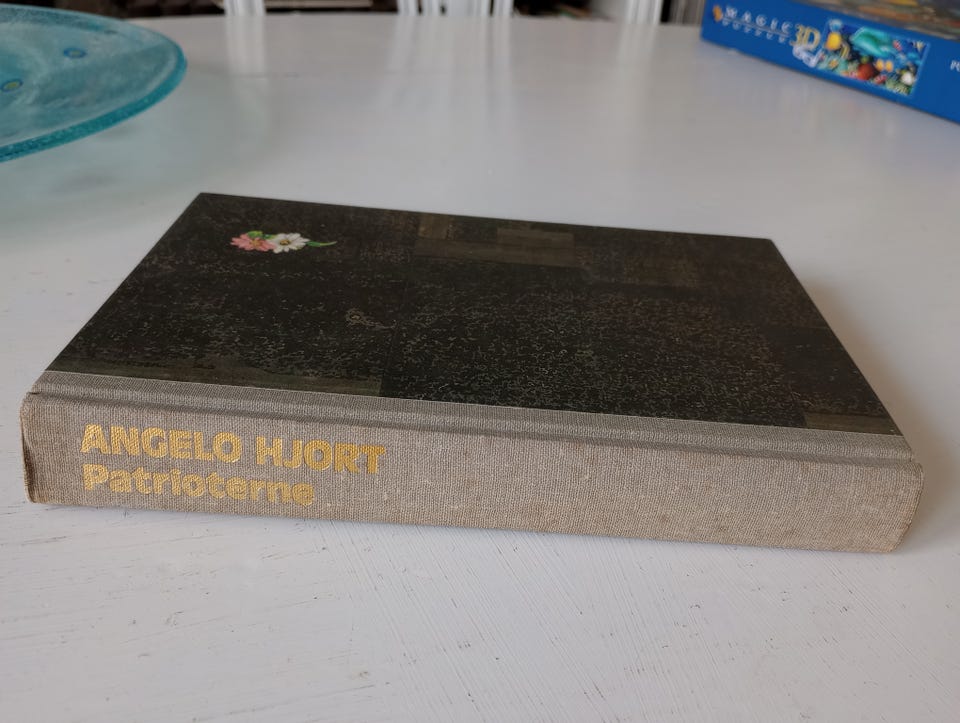 MAGIC
3D
ANGELO HJORT
Patrioterne